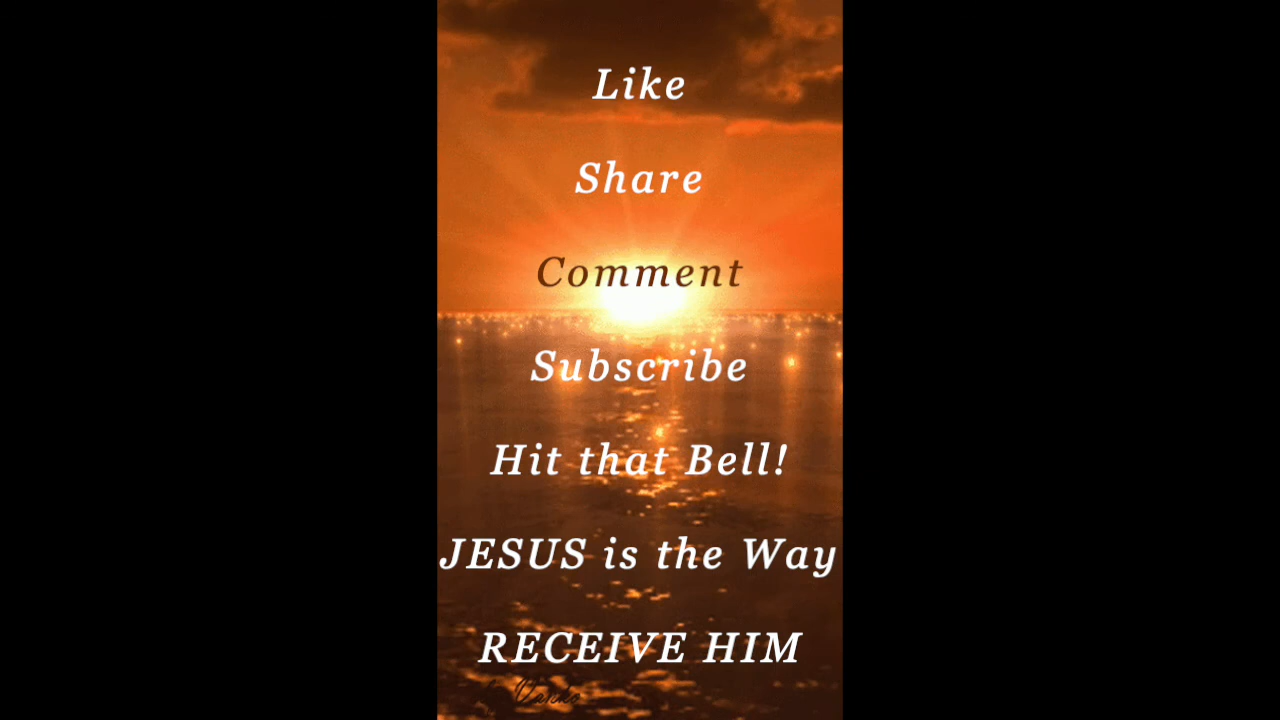 Like
Share
Comment
Subscribe
Hit that Bell!
JESUS is the Way
RECEIVE HIM